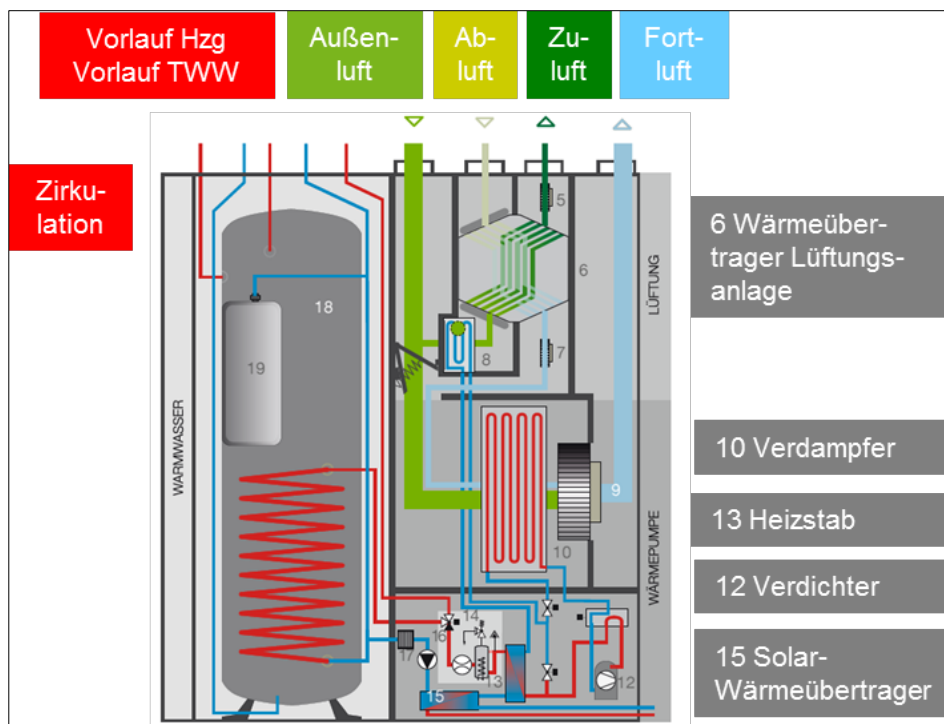 Vorlauf Hzg
Vorlauf TWW
Außen-
luft
Ab-
luft
Zu-
luft
Fort-
luft
Zirku-
lation
6 Wärmeüber-
trager Lüftungs-
anlage
10 Verdampfer
13 Heizstab
12 Verdichter
15 Solar-
Wärmeübertrager
WARMWASSER
LÜFTUNG
WÄRMEPUMPE
5
6
7
8
18
19
9
10
14
16
17
13
12
15